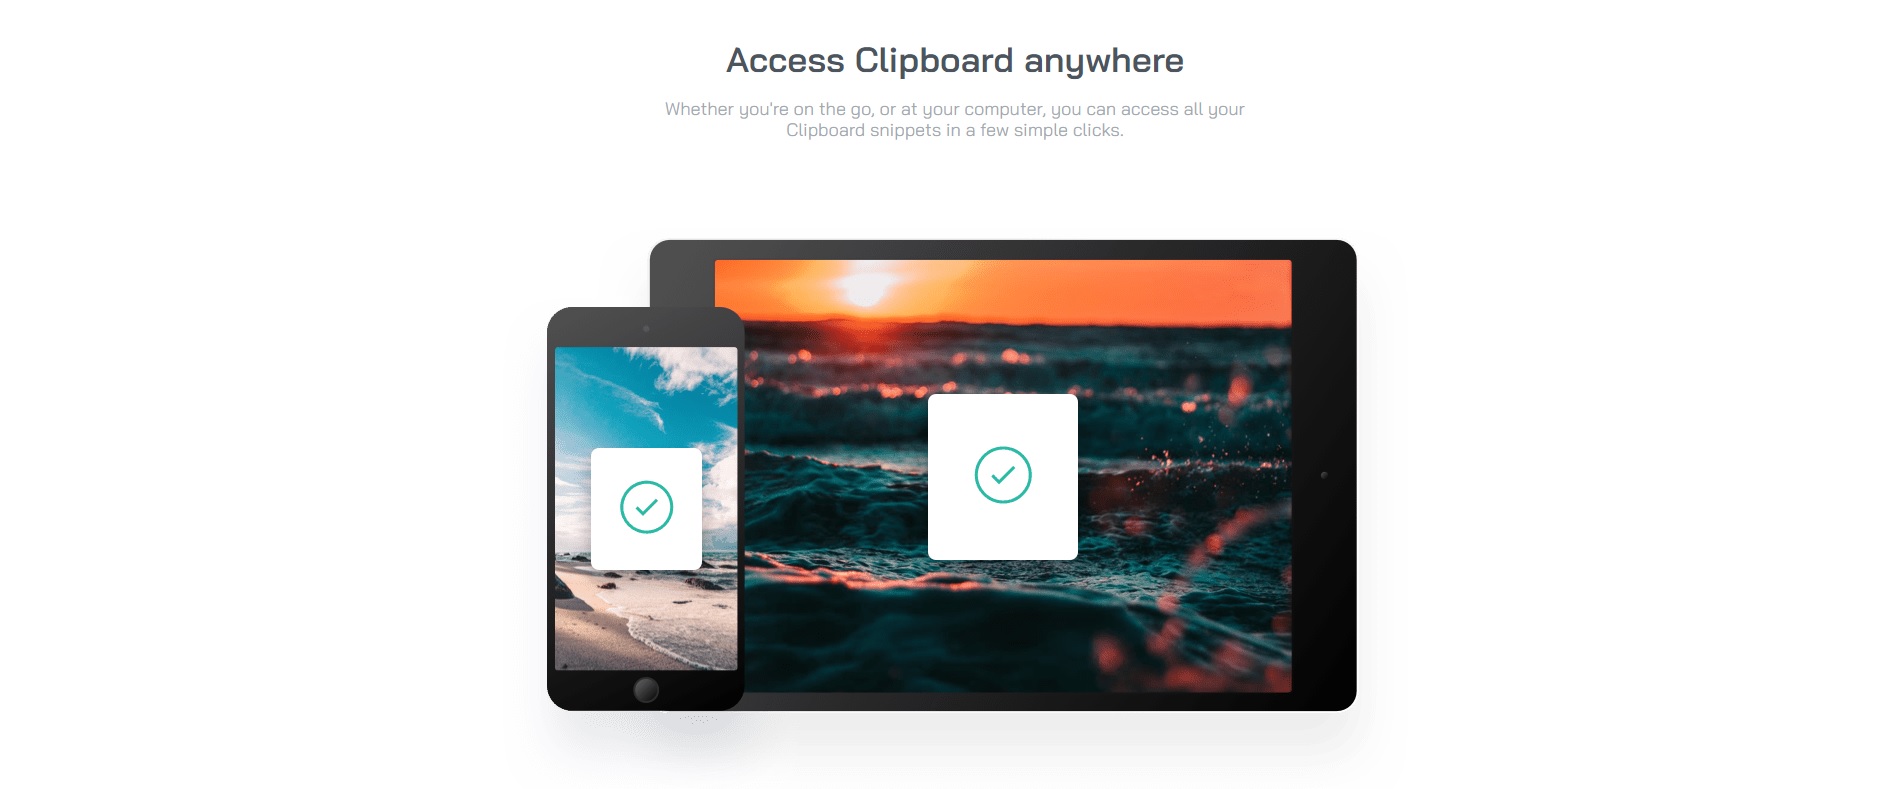 Access Clipboard anywhere
Whether you're on the go, or at your computer, you can access all your
Clipboard snippets in a few simple clicks.